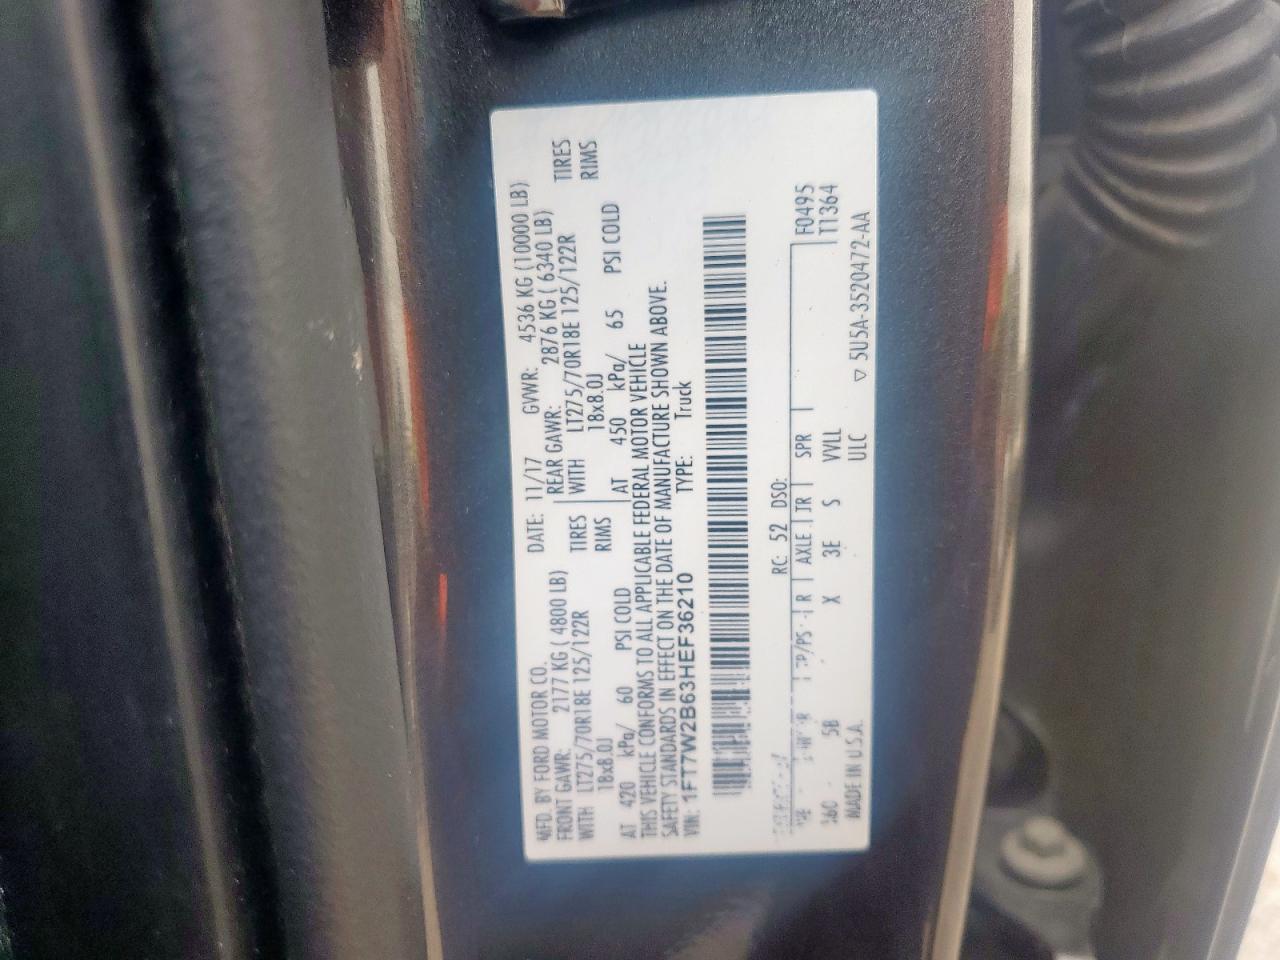 MFD. BY FORD MOTOR CO.
DATE: 11/17 GVWR: 4536 KG (10000 LB)
FRONT GAWR: 2177 KG ( 4800 LB)
REAR GAWR: 2876 KG ( 6340 LB)
WITH LT275/70R18E 125/122R TIRES
WITH LT275/70R18E 125/122R TIRES
18x8.0J RIMS
18x8.0J RIMS
AT 420 kPa/ 60 PSI COLD
AT 450 kPa/ 65 PSI COLD
THIS VEHICLE CONFORMS TO ALL APPLICABLE FEDERAL MOTOR VEHICLE
SAFETY STANDARDS IN EFFECT ON THE DATE OF MANUFACTURE SHOWN ABOVE.
VIN: 1FT7W2B63HEF36210 TYPE: Truck
RC: 52 DSO:
R AXLE TR SPR F0495
T1364
160 5B X 3E S VVLL
ULC
MADE IN U.S.A. ▽ 5U5A-3520472-AA